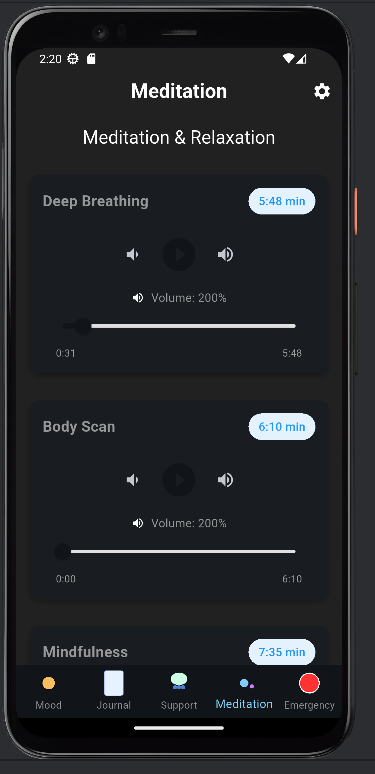 2:20
Meditation
Meditation & Relaxation
Deep Breathing
5:48 min
Volume: 200%
0:31
5:48
Body Scan
6:10 min
Volume: 200%
0:00
6:10
Mindfulness
7:35 min
Mood
Journal
Support
Meditation
Emergency